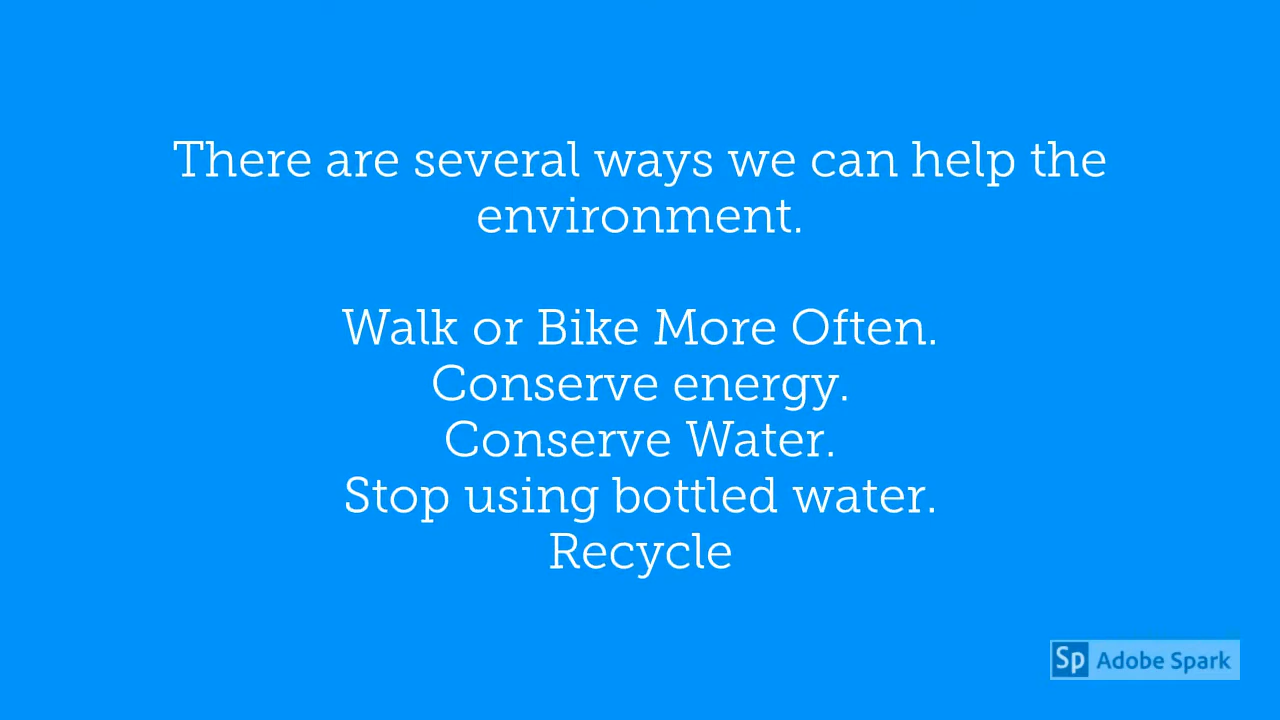 There are several ways we can help the
environment.
Walk or Bike More Often.
Conserve energy.
Conserve Water.
Stop using bottled water.
Recycle
Sp Adobe Spark